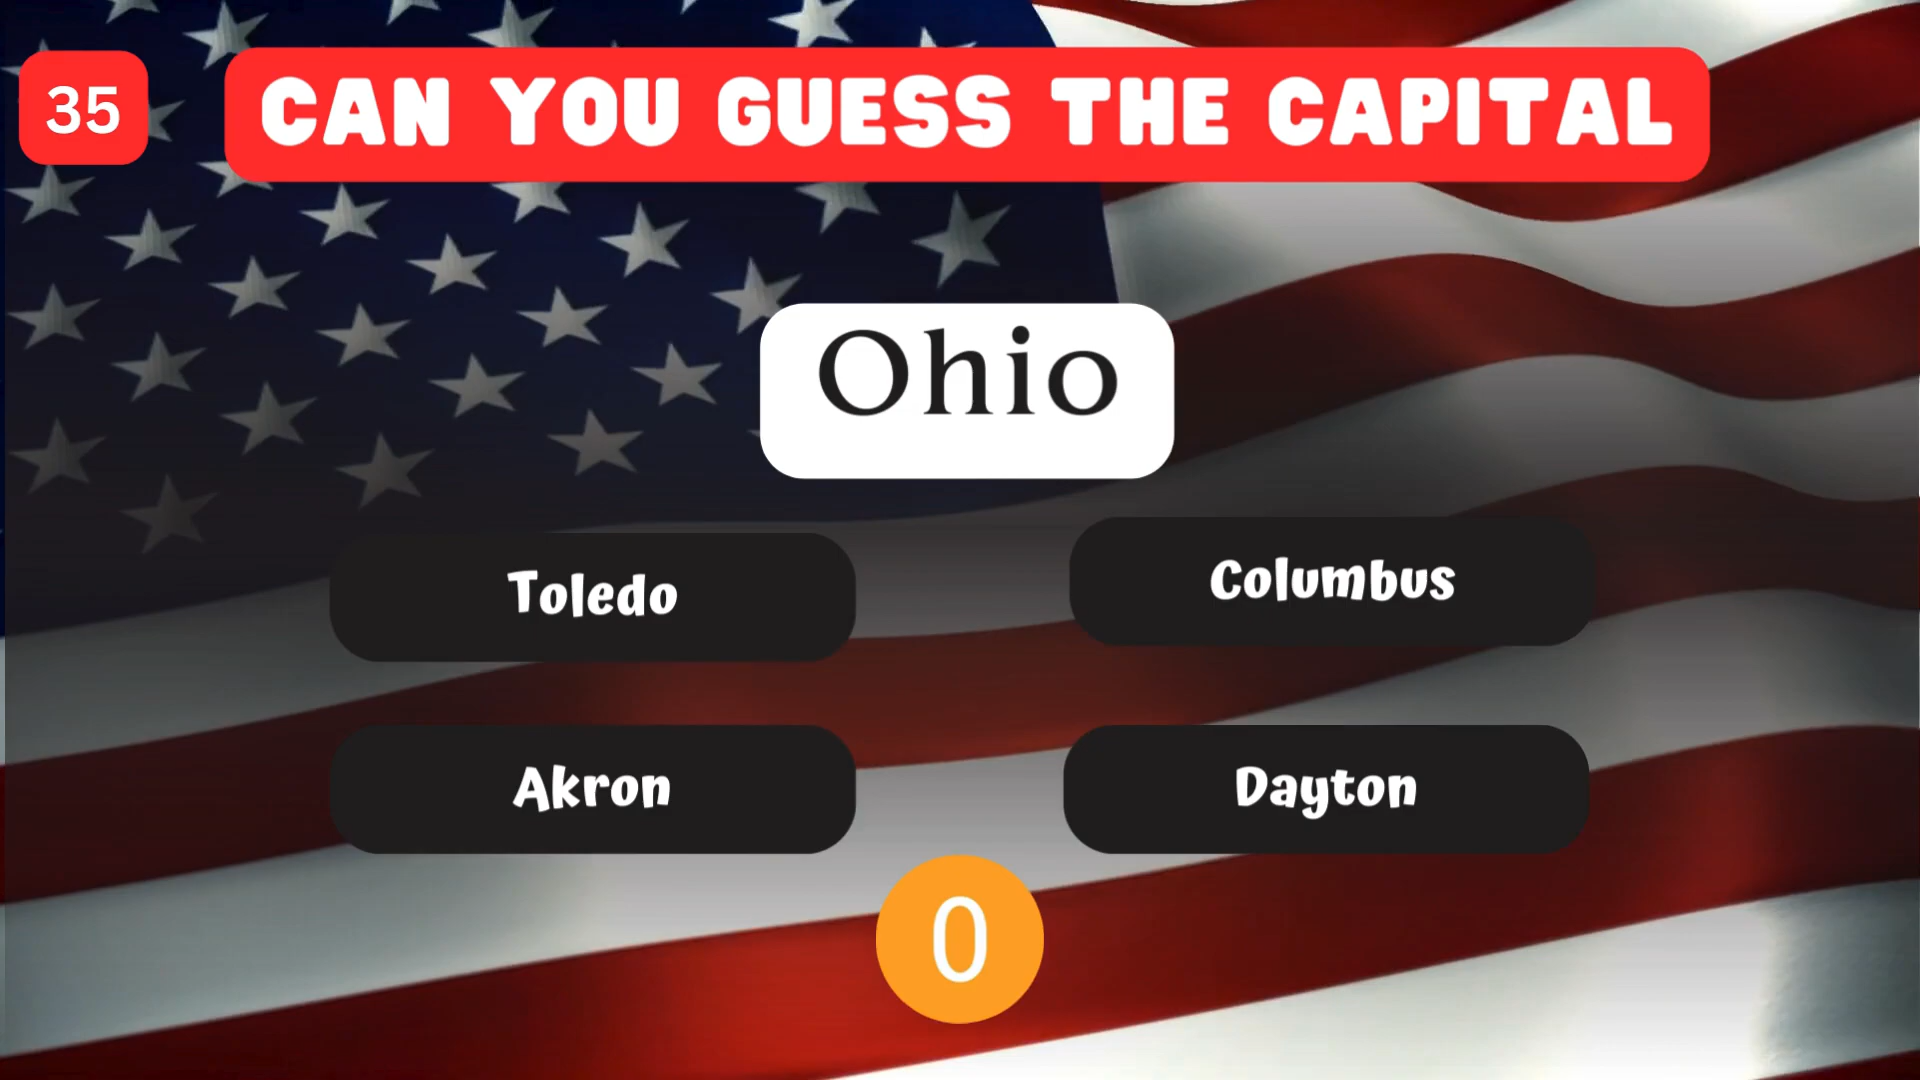 35
CAN YOU GUESS THE CAPITAL
Ohio
Toledo
Columbus
Akron
Dayton
0